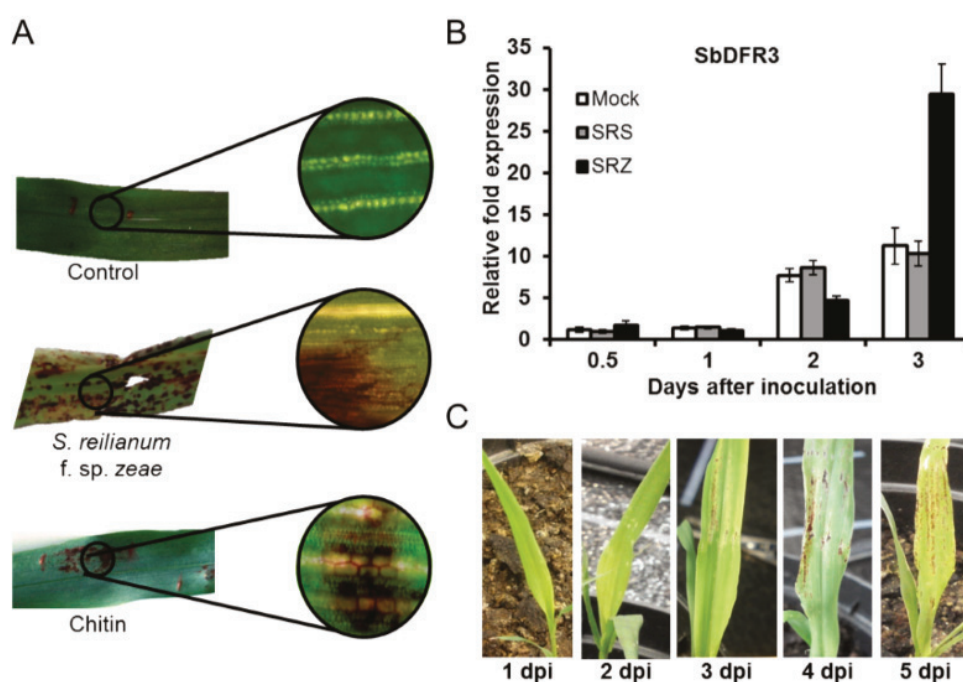 A
Control
S. reilianum
f. sp. zeae
Chitin
B
SbDFR3
Relative fold expression
35
30
25
20
15
10
5
0
Mock
SRS
SRZ
0.5 1 2 3
Days after inoculation
C
1 dpi 2 dpi 3 dpi 4 dpi 5 dpi